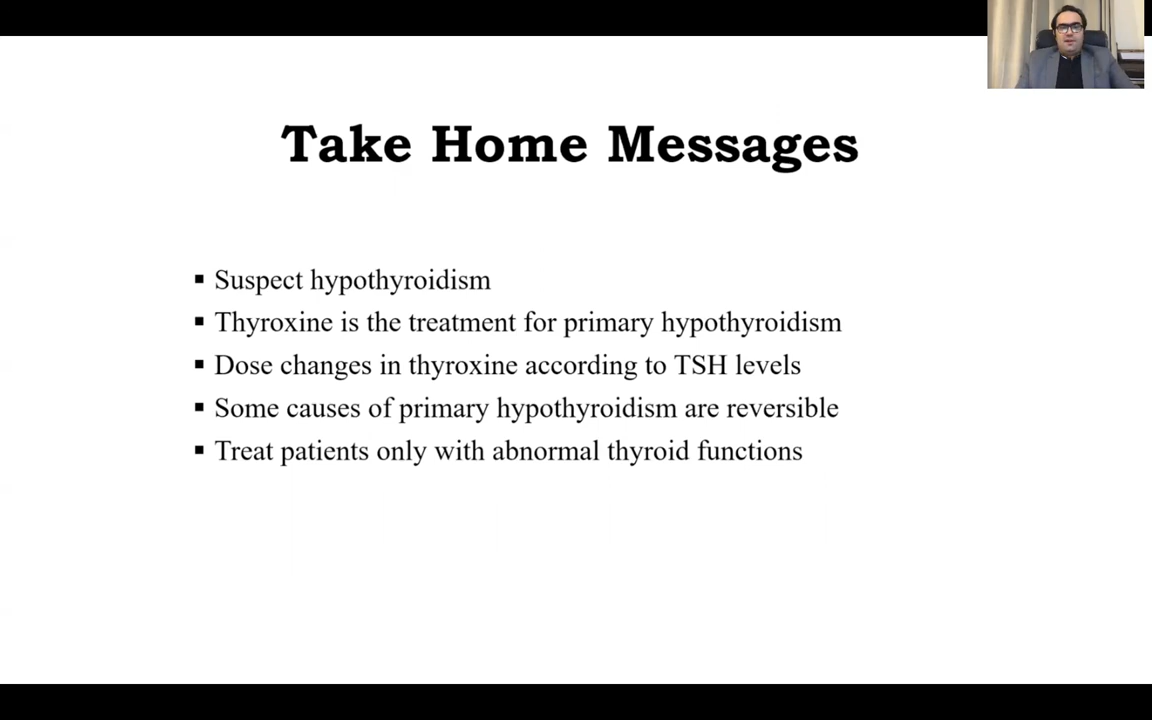 Take Home Messages
▪ Suspect hypothyroidism
▪ Thyroxine is the treatment for primary hypothyroidism
▪ Dose changes in thyroxine according to TSH levels
▪ Some causes of primary hypothyroidism are reversible
▪ Treat patients only with abnormal thyroid functions